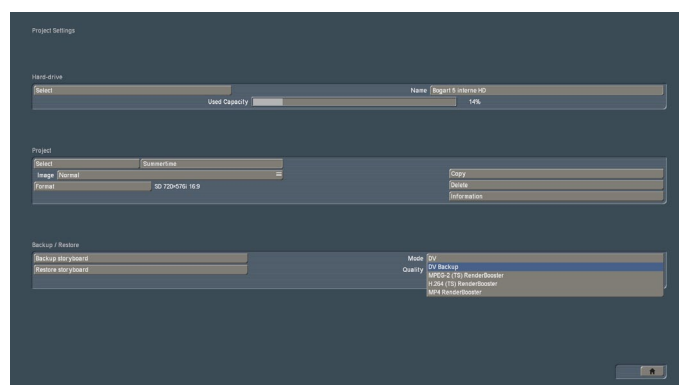 Project Settings
Hard-drive
Select
Name Bogart 5 interne HD
Used Capacity 14%
Project
Select Summertime
Image Normal
Copy
Format SD 720×576i 16:9
Delete
Information
Backup / Restore
Backup storyboard
Mode DV
Restore storyboard
Quality DV Backup
MPEG-2 (TS) RenderBooster
H.264 (TS) RenderBooster
MP4 RenderBooster